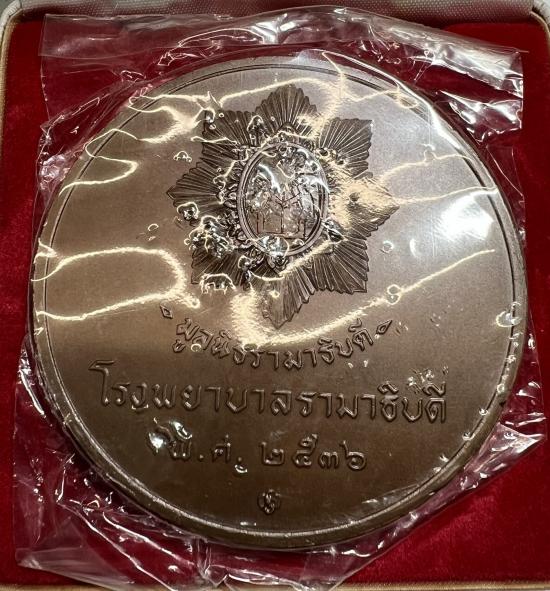 มูลนิธิรามาธิบดี
โรงพยาบาลรามาธิบดี
พ.ศ. ๒๕๓๖